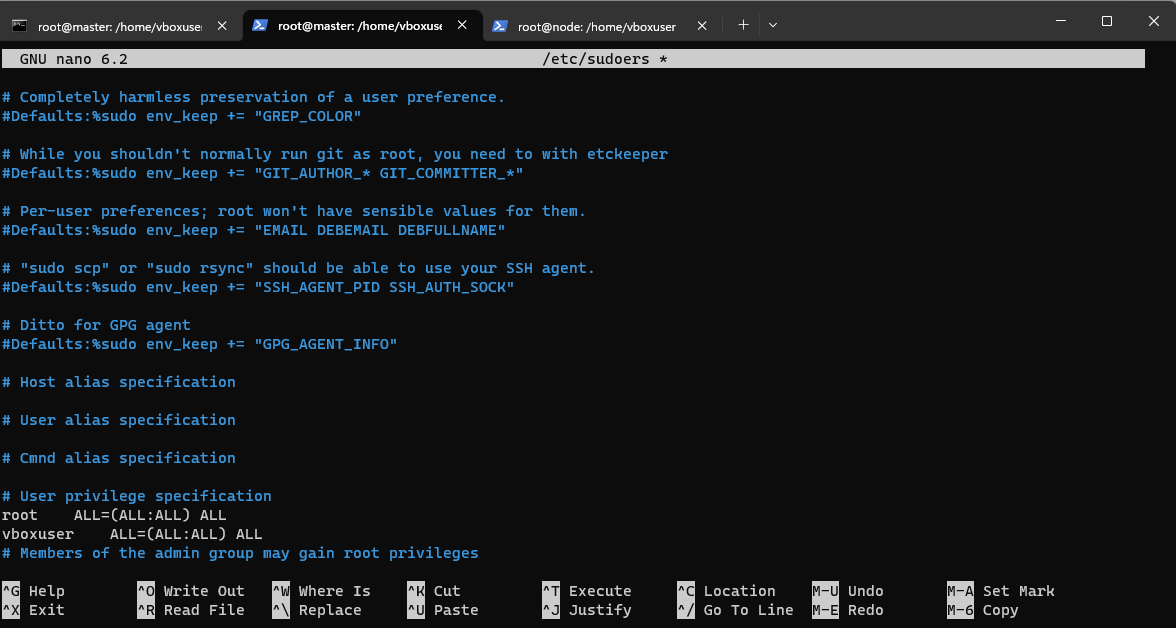 root@master: /home/vboxuse
root@master: /home/vboxuse
root@node: /home/vboxuser
GNU nano 6.2 /etc/sudoers *
# Completely harmless preservation of a user preference.
#Defaults:%sudo env_keep += "GREP_COLOR"
# While you shouldn't normally run git as root, you need to with etckeeper
#Defaults:%sudo env_keep += "GIT_AUTHOR_* GIT_COMMITTER_*"
# Per-user preferences; root won't have sensible values for them.
#Defaults:%sudo env_keep += "EMAIL DEBEMAIL DEBFULLNAME"
# "sudo scp" or "sudo rsync" should be able to use your SSH agent.
#Defaults:%sudo env_keep += "SSH_AGENT_PID SSH_AUTH_SOCK"
# Ditto for GPG agent
#Defaults:%sudo env_keep += "GPG_AGENT_INFO"
# Host alias specification
# User alias specification
# Cmnd alias specification
# User privilege specification
root    ALL=(ALL:ALL) ALL
vboxuser    ALL=(ALL:ALL) ALL
# Members of the admin group may gain root privileges
^G Help ^O Write Out ^W Where Is ^K Cut ^T Execute ^C Location M-U Undo M-A Set Mark
^X Exit ^R Read File ^\ Replace ^U Paste ^J Justify ^/ Go To Line M-E Redo M-6 Copy